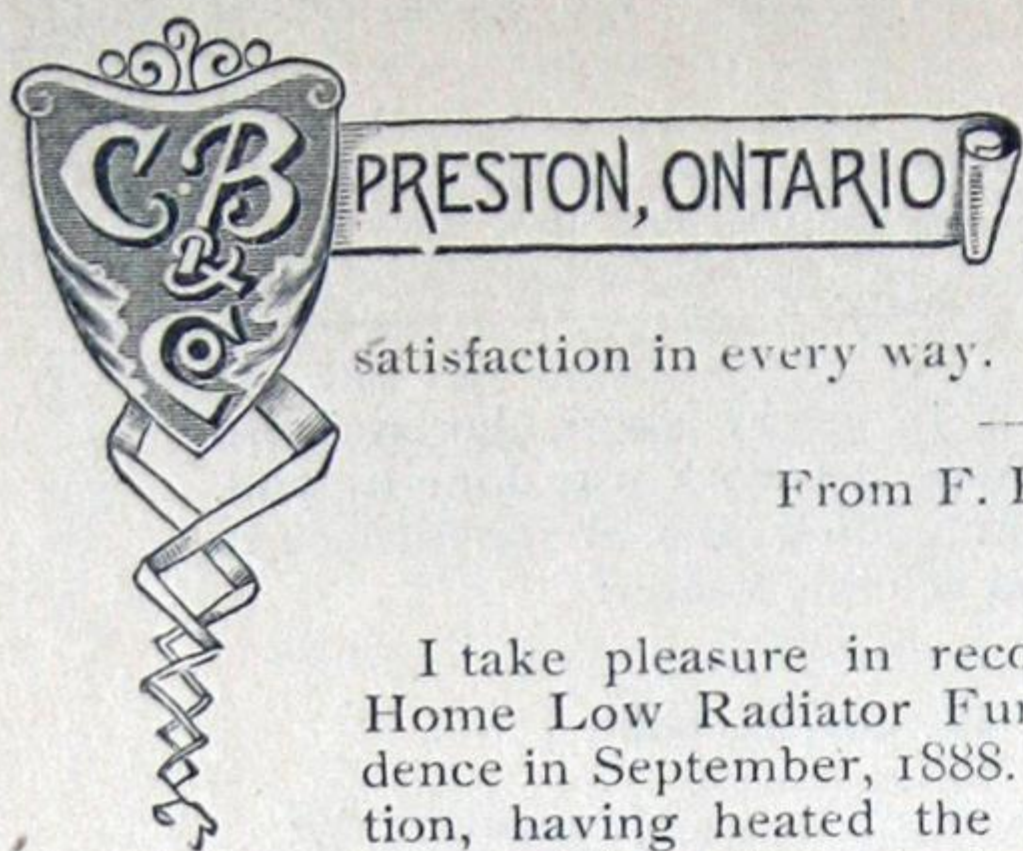 C. B
& Co
PRESTON, ONTARIO
satisfaction in every way.
From F.
I take pleasure in
Home Low Radiator
dence in September, 1888.
tion, having heated the